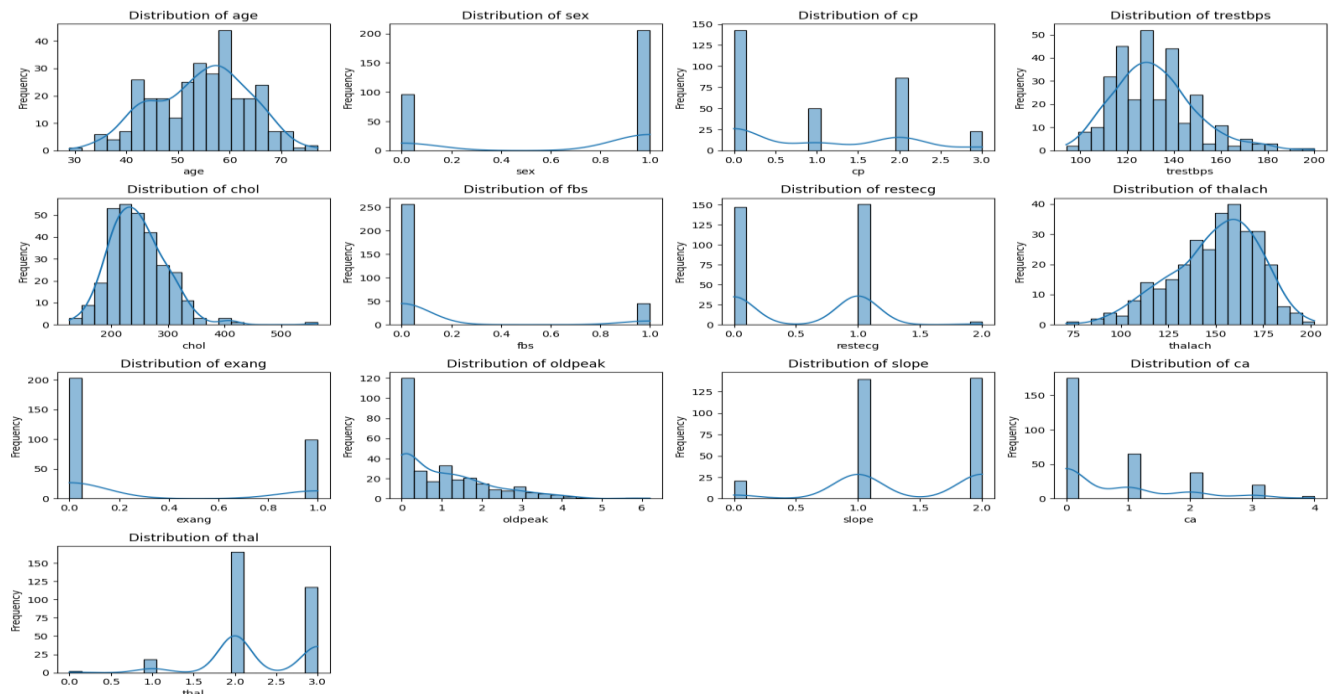 Distribution of age
Frequency
40
30
20
10
0
30 40 50 60 70
age
Distribution of sex
Frequency
200
150
100
50
0
0.0 0.2 0.4 0.6 0.8 1.0
sex
Distribution of cp
Frequency
150
125
100
75
50
25
0
0.0 0.5 1.0 1.5 2.0 2.5 3.0
cp
Distribution of trestbps
Frequency
50
40
30
20
10
0
100 120 140 160 180 200
trestbps
Distribution of chol
Frequency
50
40
30
20
10
0
200 300 400 500
chol
Distribution of fbs
Frequency
250
200
150
100
50
0
0.0 0.2 0.4 0.6 0.8 1.0
fbs
Distribution of restecg
Frequency
150
125
100
75
50
25
0
0.0 0.5 1.0 1.5 2.0
restecg
Distribution of thalach
Frequency
40
30
20
10
0
75 100 125 150 175 200
thalach
Distribution of exang
Frequency
200
150
100
50
0
0.0 0.2 0.4 0.6 0.8 1.0
exang
Distribution of oldpeak
Frequency
120
100
80
60
40
20
0
0 1 2 3 4 5 6
oldpeak
Distribution of slope
Frequency
125
100
75
50
25
0
0.0 0.5 1.0 1.5 2.0
slope
Distribution of ca
Frequency
150
100
50
0
0 1 2 3 4
ca
Distribution of thal
Frequency
150
125
100
75
50
25
0
0.0 0.5 1.0 1.5 2.0 2.5 3.0
thal